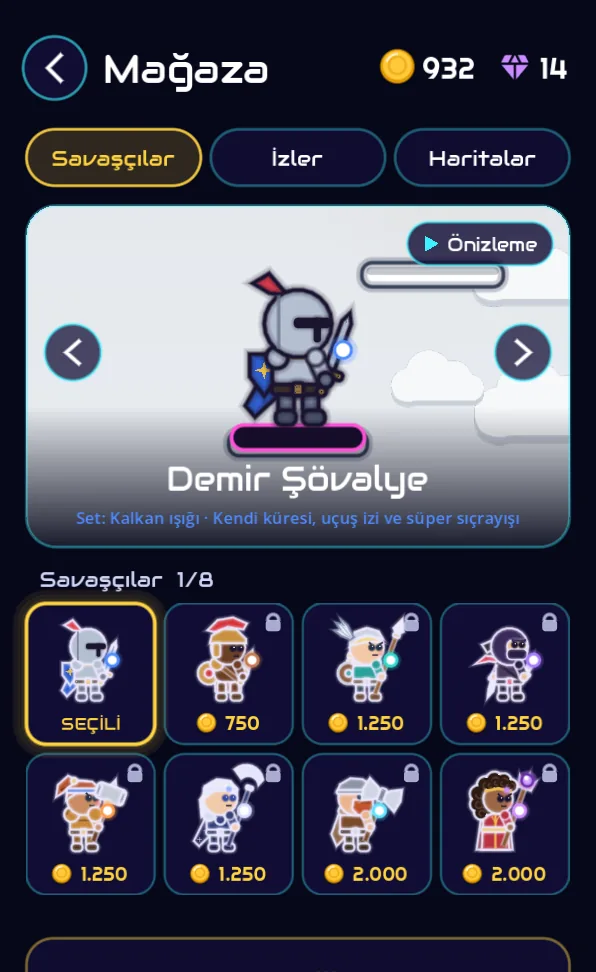 Mağaza 932 14
Savaşçılar İzler Haritalar
Önizleme
Demir Şövalye
Set: Kalkan ışığı · Kendi küresi, uçuş izi ve süper sıçrayışı
Savaşçılar 1/8
SEÇİLİ 750 1.250 1.250
1.250 1.250 2.000 2.000